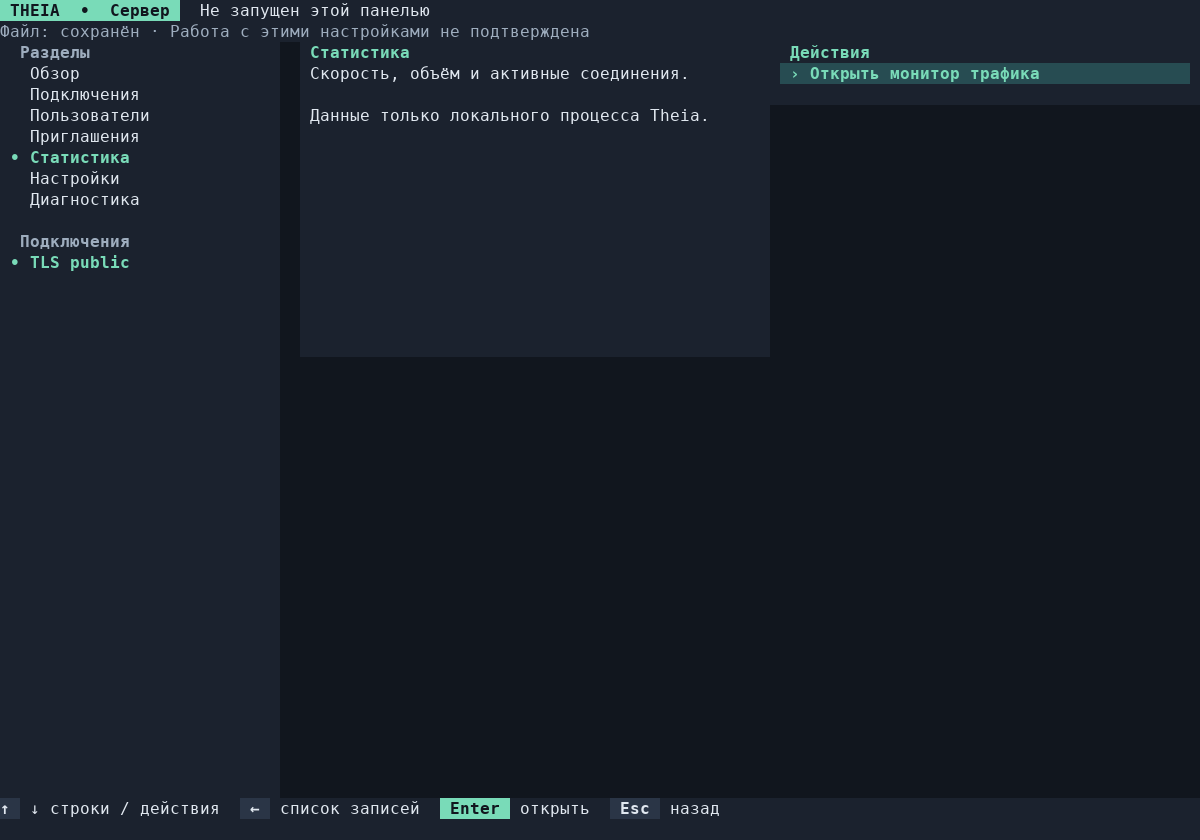 THEIA • Сервер Не запущен этой панелью
Файл: сохранён · Работа с этими настройками не подтверждена
Разделы
Обзор
Подключения
Пользователи
Приглашения
• Статистика
Настройки
Диагностика
Подключения
• TLS public
Статистика
Скорость, объём и активные соединения.
Данные только локального процесса Theia.
Действия
› Открыть монитор трафика
↑ ↓ строки / действия ← список записей Enter открыть Esc назад